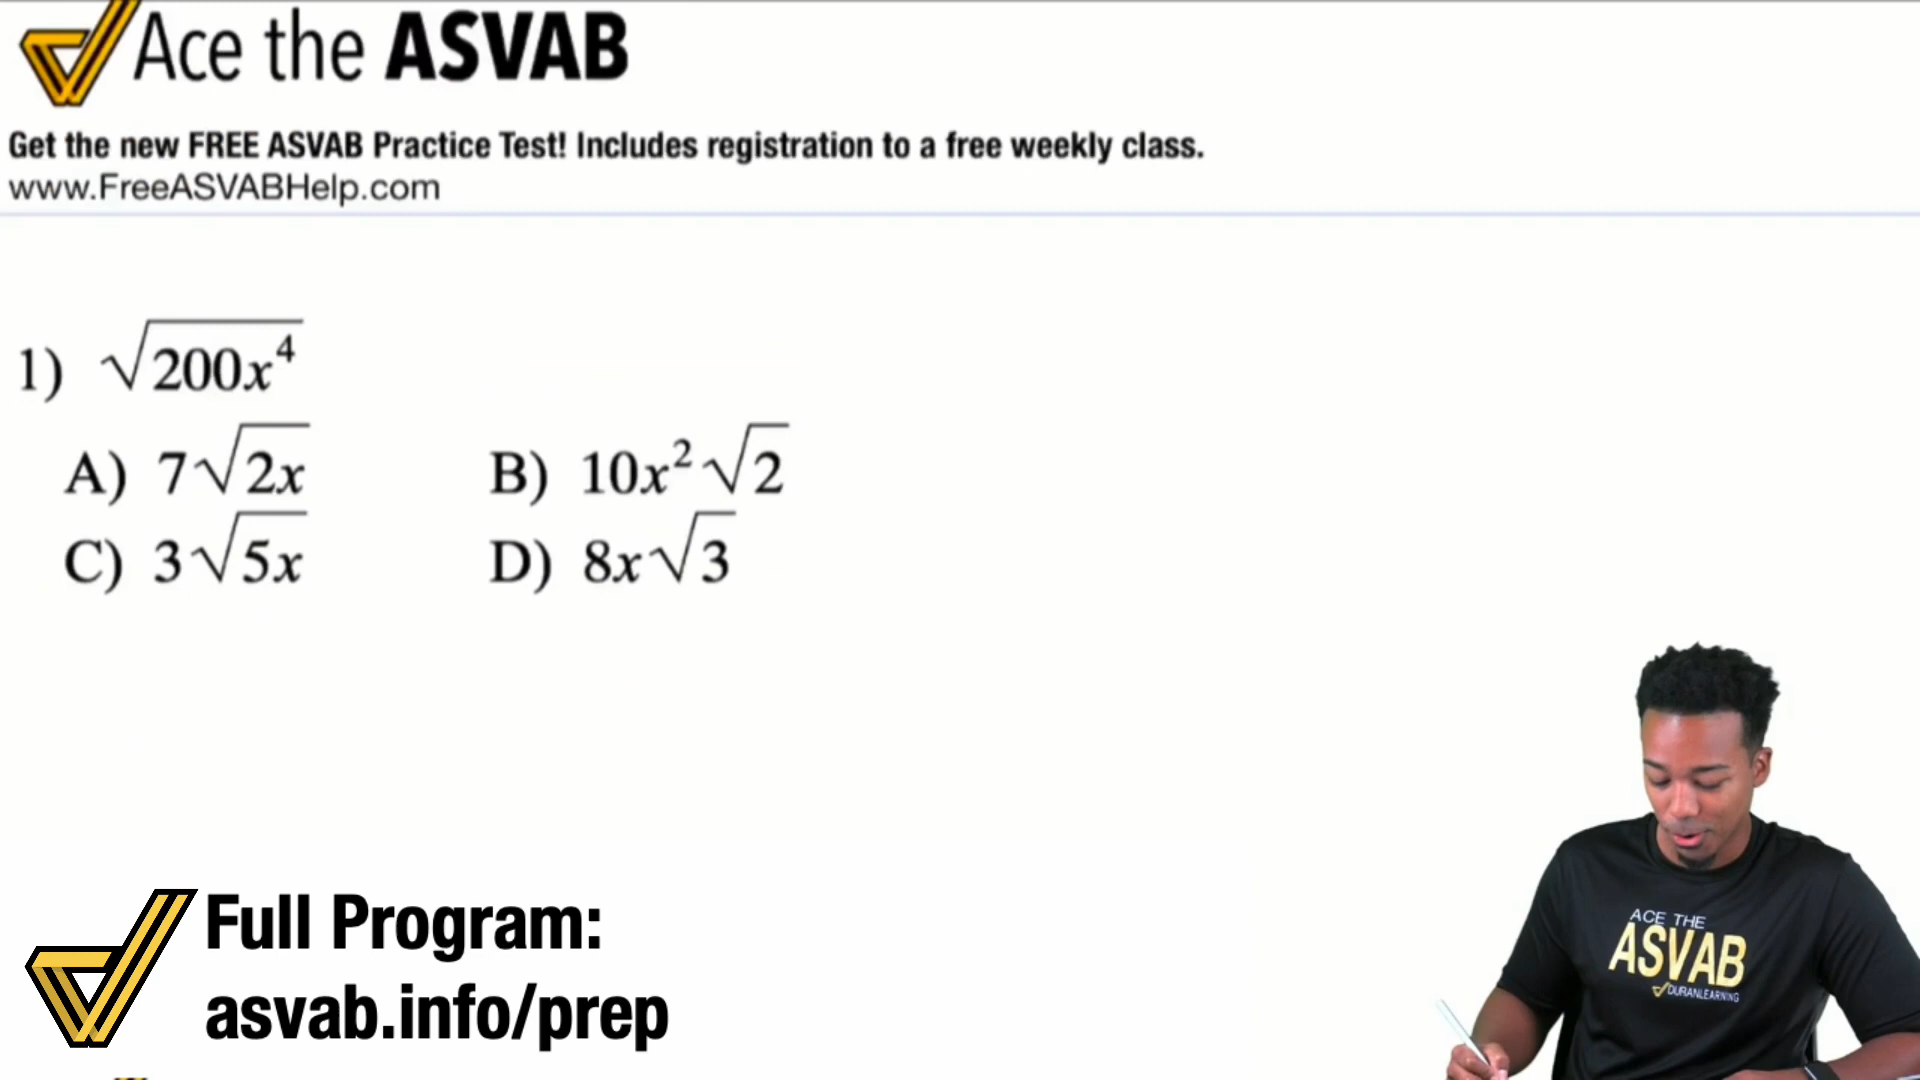 Ace the ASVAB
Get the new FREE ASVAB Practice Test! Includes registration to a free weekly class.
www.FreeASVABHelp.com
1) √200x⁴
A) 7√2x B) 10x²√2
C) 3√5x D) 8x√3
Full Program:
asvab.info/prep
ACE THE
ASVAB
DURANLEARNING